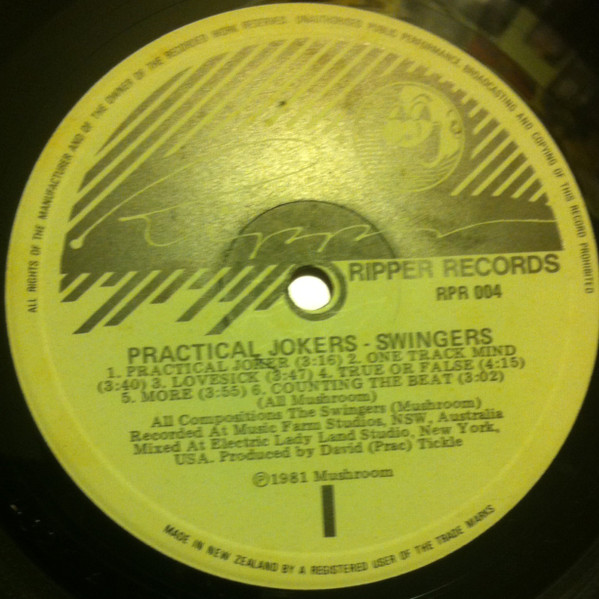 ALL RIGHTS OF THE MANUFACTURER AND OF THE OWNER OF THE RECORDED WORK RESERVED. UNAUTHORISED PUBLIC PERFORMANCE, BROADCASTING AND COPYING OF THIS RECORD PROHIBITED
Ripper
RIPPER RECORDS
RPR 004
PRACTICAL JOKERS - SWINGERS
1. PRACTICAL JOKER (3:16) 2. ONE TRACK MIND
(3:40) 3. LOVESICK (3:47) 4. TRUE OR FALSE (4:15)
5. MORE (3:55) 6. COUNTING THE BEAT (3:02)
(All Mushroom)
All Compositions The Swingers (Mushroom)
Recorded At Music Farm Studios, NSW, Australia
Mixed At Electric Lady Land Studio, New York,
USA. Produced by David (Prac) Tickle
Ⓟ1981 Mushroom
I
MADE IN NEW ZEALAND BY A REGISTERED USER OF THE TRADE MARKS